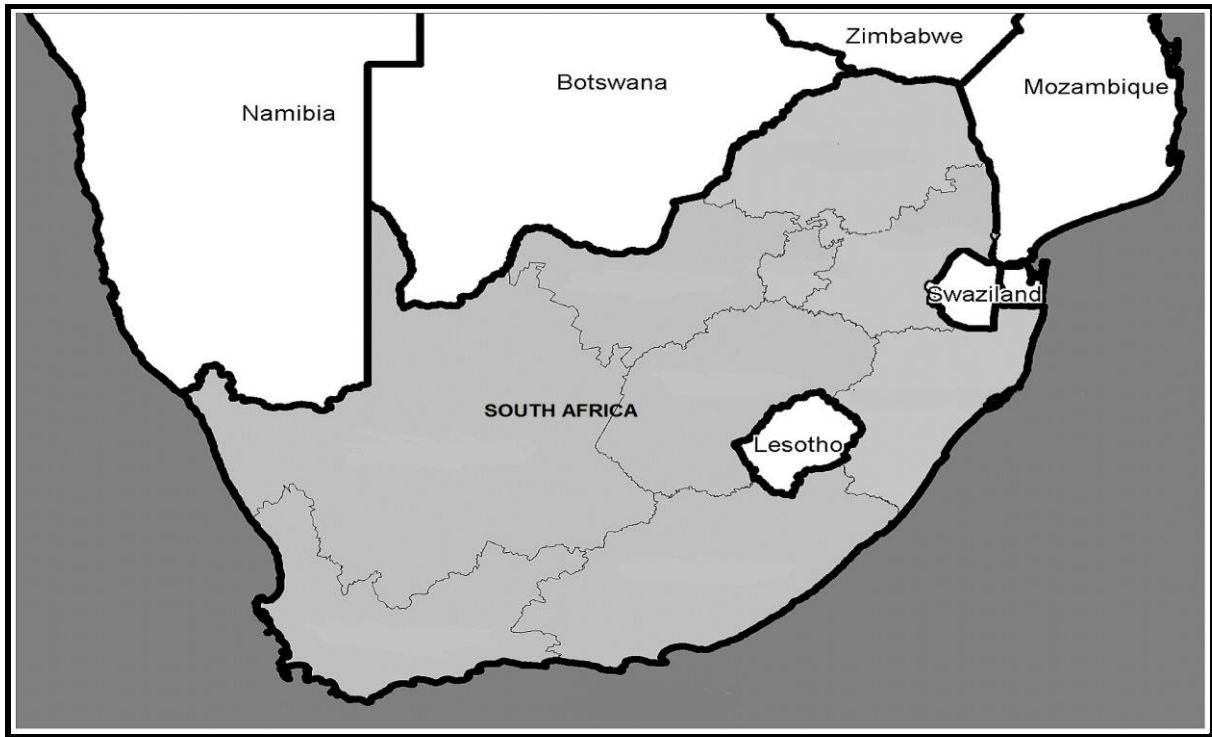 Zimbabwe
Botswana
Mozambique
Namibia
Swaziland
SOUTH AFRICA
Lesotho